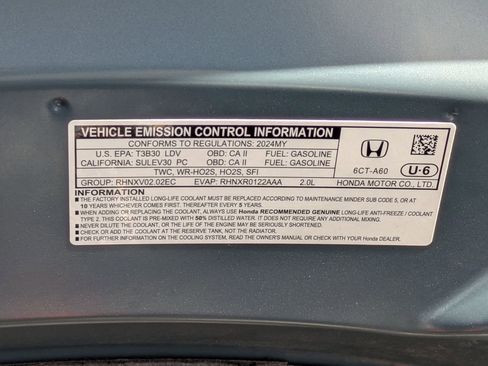 VEHICLE EMISSION CONTROL INFORMATION
CONFORMS TO REGULATIONS: 2024MY
U.S. EPA: T3B30 LDV OBD: CA II FUEL: GASOLINE
CALIFORNIA: SULEV30 PC OBD: CA II FUEL: GASOLINE
TWC, WR-HO2S, HO2S, SFI
GROUP: RHNXV02.02EC EVAP: RHNXR0122AAA 2.0L
6CT-A60 U-6
HONDA MOTOR CO., LTD.
INFORMATION
■ THE FACTORY INSTALLED LONG-LIFE COOLANT MUST BE REPLACED ACCORDING TO MAINTENANCE MINDER SUB CODE 5, OR AT
10 YEARS WHICHEVER COMES FIRST. THEREAFTER EVERY 5 YEARS.
■ WHEN ADDING OR REPLACING THE COOLANT, ALWAYS USE Honda RECOMMENDED GENUINE LONG-LIFE ANTI-FREEZE / COOLANT
TYPE 2. THIS COOLANT IS PRE-MIXED WITH 50% DISTILLED WATER. IT DOES NOT REQUIRE ANY ADDITIONAL MIXING.
■ NEVER DILUTE THE COOLANT, OR THE LIFE OF THE ENGINE MAY BE SERIOUSLY SHORTENED.
■ CHECK AND ADD THE COOLANT AT THE RESERVE TANK, NOT THE RADIATOR.
■ FOR FURTHER INFORMATION ON THE COOLING SYSTEM, READ THE OWNER'S MANUAL OR CHECK WITH YOUR Honda DEALER.